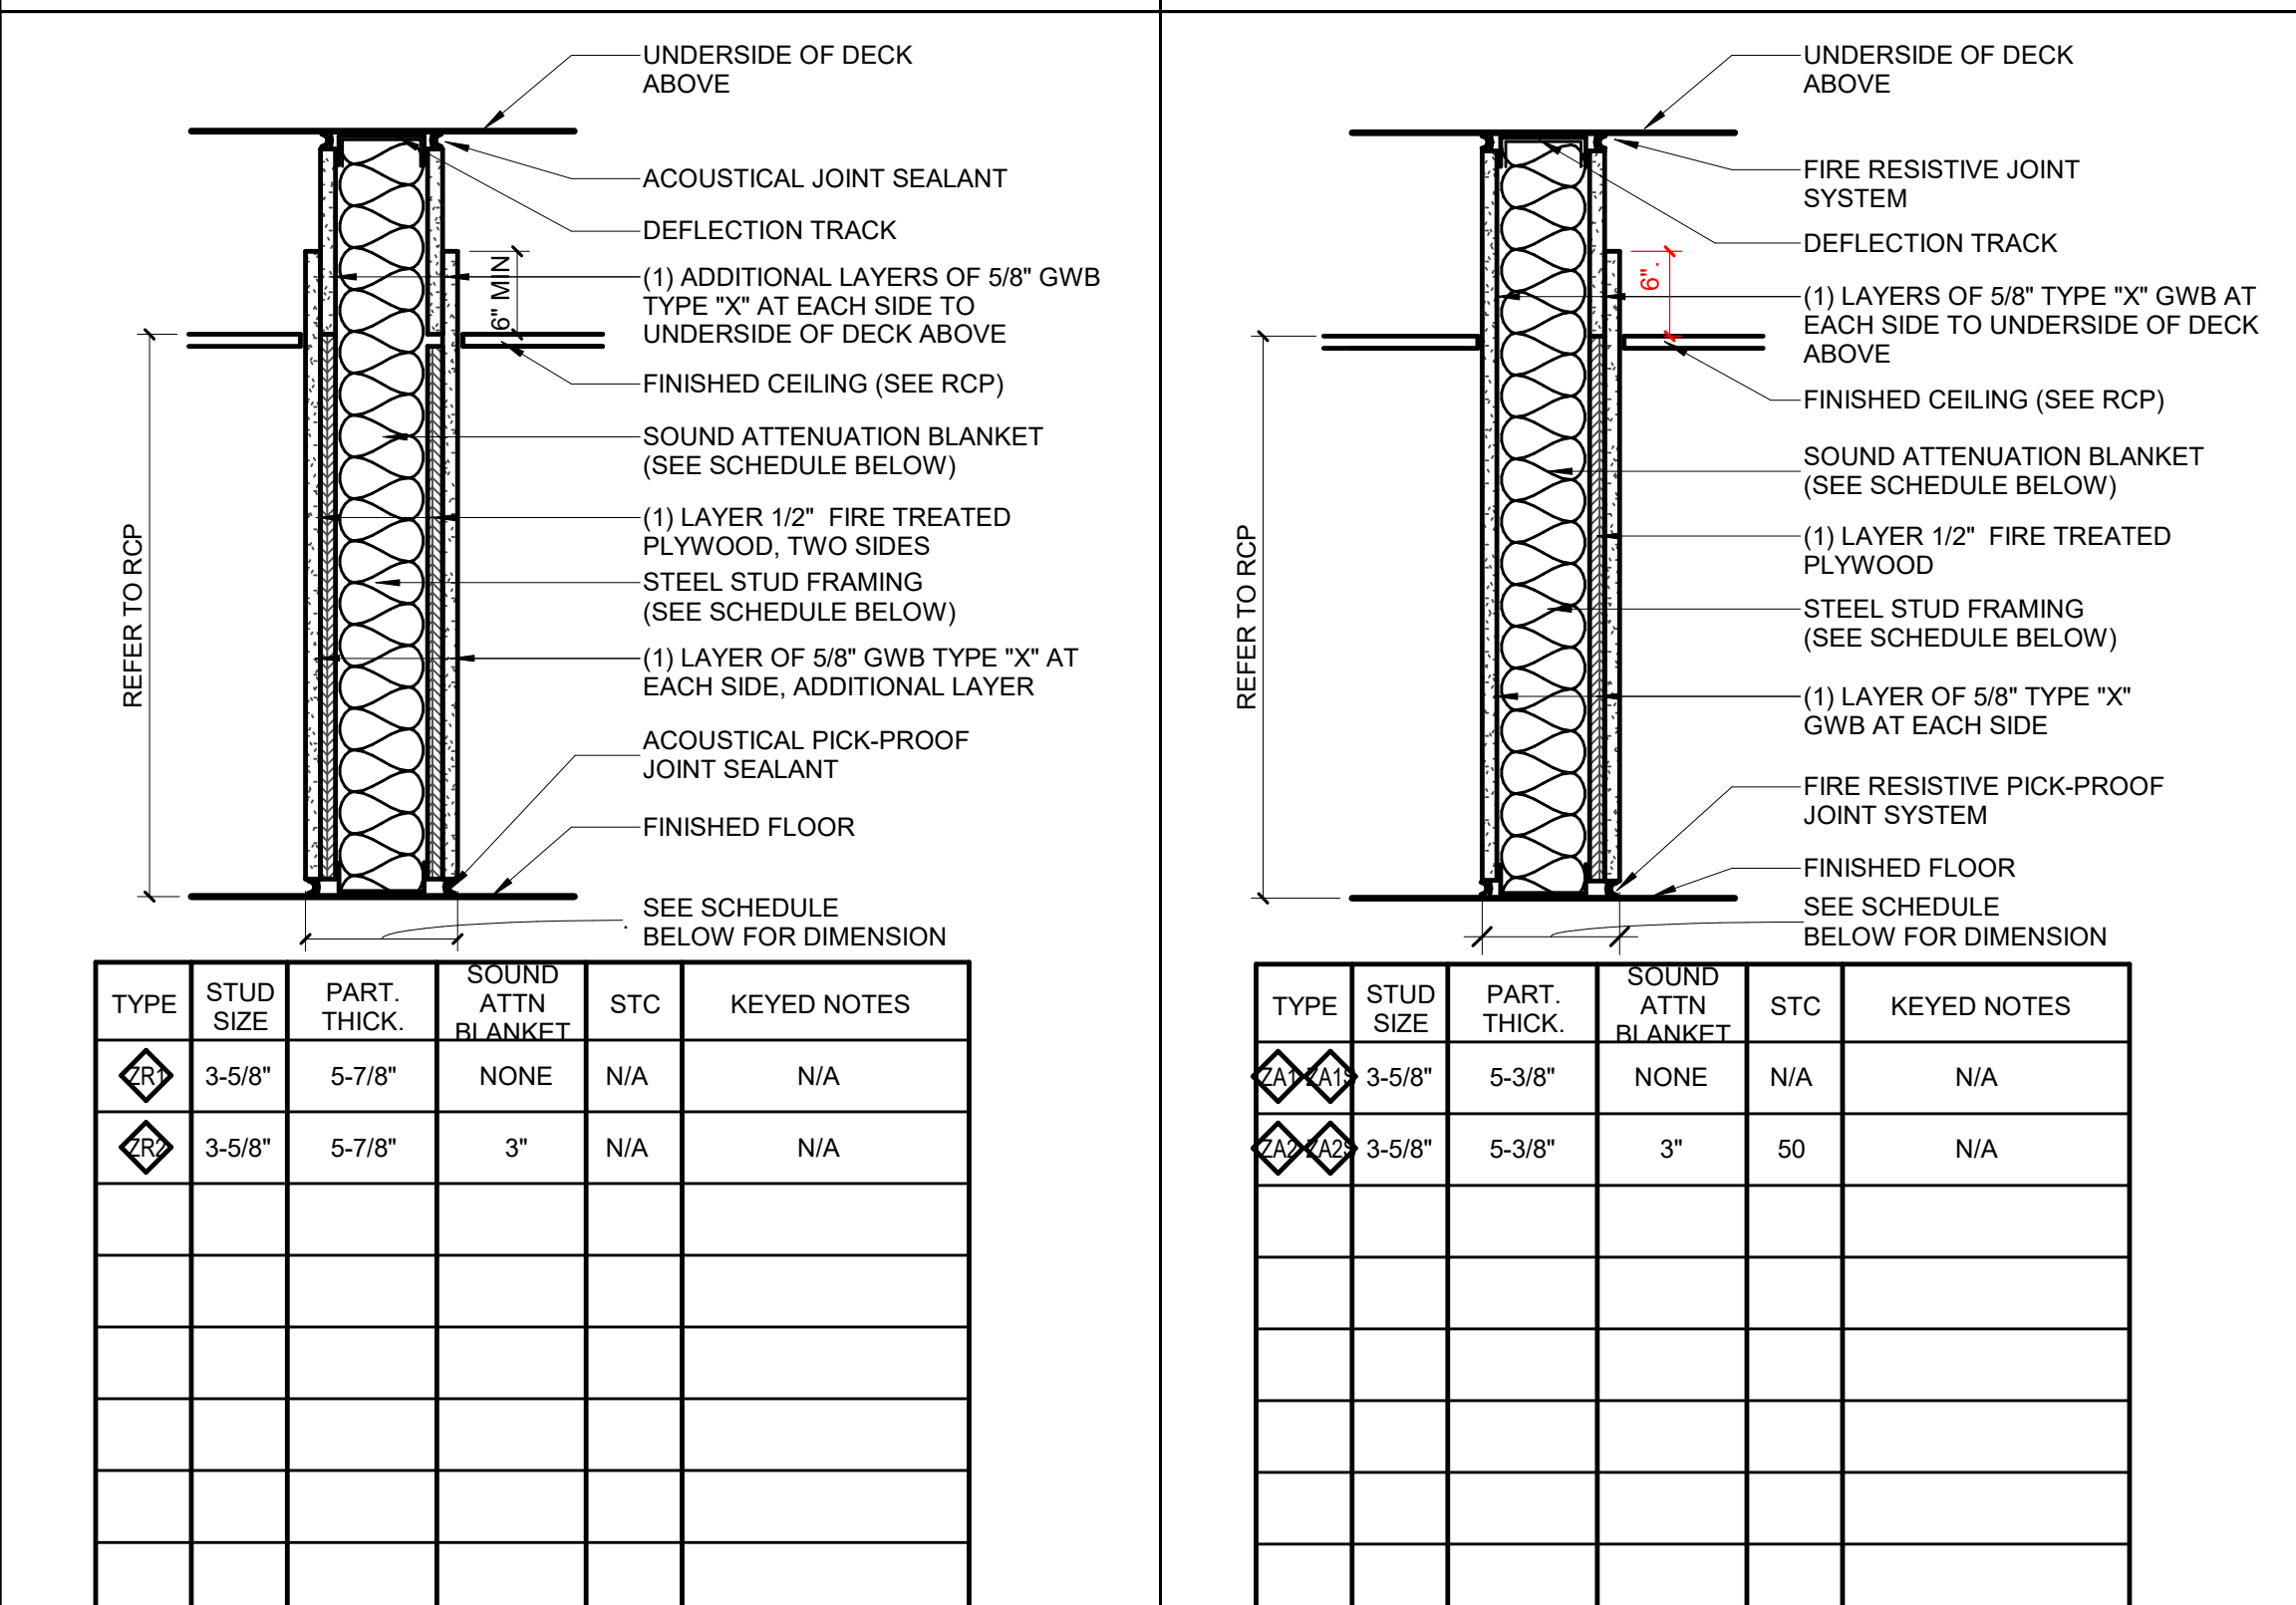 UNDERSIDE OF DECK
ABOVE
ACOUSTICAL JOINT SEALANT
DEFLECTION TRACK
6" MIN
(1) ADDITIONAL LAYERS OF 5/8" GWB
TYPE "X" AT EACH SIDE TO
UNDERSIDE OF DECK ABOVE
FINISHED CEILING (SEE RCP)
SOUND ATTENUATION BLANKET
(SEE SCHEDULE BELOW)
(1) LAYER 1/2" FIRE TREATED
PLYWOOD, TWO SIDES
STEEL STUD FRAMING
(SEE SCHEDULE BELOW)
REFER TO RCP
(1) LAYER OF 5/8" GWB TYPE "X" AT
EACH SIDE, ADDITIONAL LAYER
ACOUSTICAL PICK-PROOF
JOINT SEALANT
FINISHED FLOOR
SEE SCHEDULE
BELOW FOR DIMENSION
TYPE STUD SIZE PART. THICK. SOUND ATTN BLANKET STC KEYED NOTES
ZR1 3-5/8" 5-7/8" NONE N/A N/A
ZR2 3-5/8" 5-7/8" 3" N/A N/A
UNDERSIDE OF DECK
ABOVE
FIRE RESISTIVE JOINT
SYSTEM
DEFLECTION TRACK
6".
(1) LAYERS OF 5/8" TYPE "X" GWB AT
EACH SIDE TO UNDERSIDE OF DECK
ABOVE
FINISHED CEILING (SEE RCP)
SOUND ATTENUATION BLANKET
(SEE SCHEDULE BELOW)
(1) LAYER 1/2" FIRE TREATED
PLYWOOD
STEEL STUD FRAMING
(SEE SCHEDULE BELOW)
REFER TO RCP
(1) LAYER OF 5/8" TYPE "X"
GWB AT EACH SIDE
FIRE RESISTIVE PICK-PROOF
JOINT SYSTEM
FINISHED FLOOR
SEE SCHEDULE
BELOW FOR DIMENSION
TYPE STUD SIZE PART. THICK. SOUND ATTN BLANKET STC KEYED NOTES
ZA1 ZA1S 3-5/8" 5-3/8" NONE N/A N/A
ZA2 ZA2S 3-5/8" 5-3/8" 3" 50 N/A